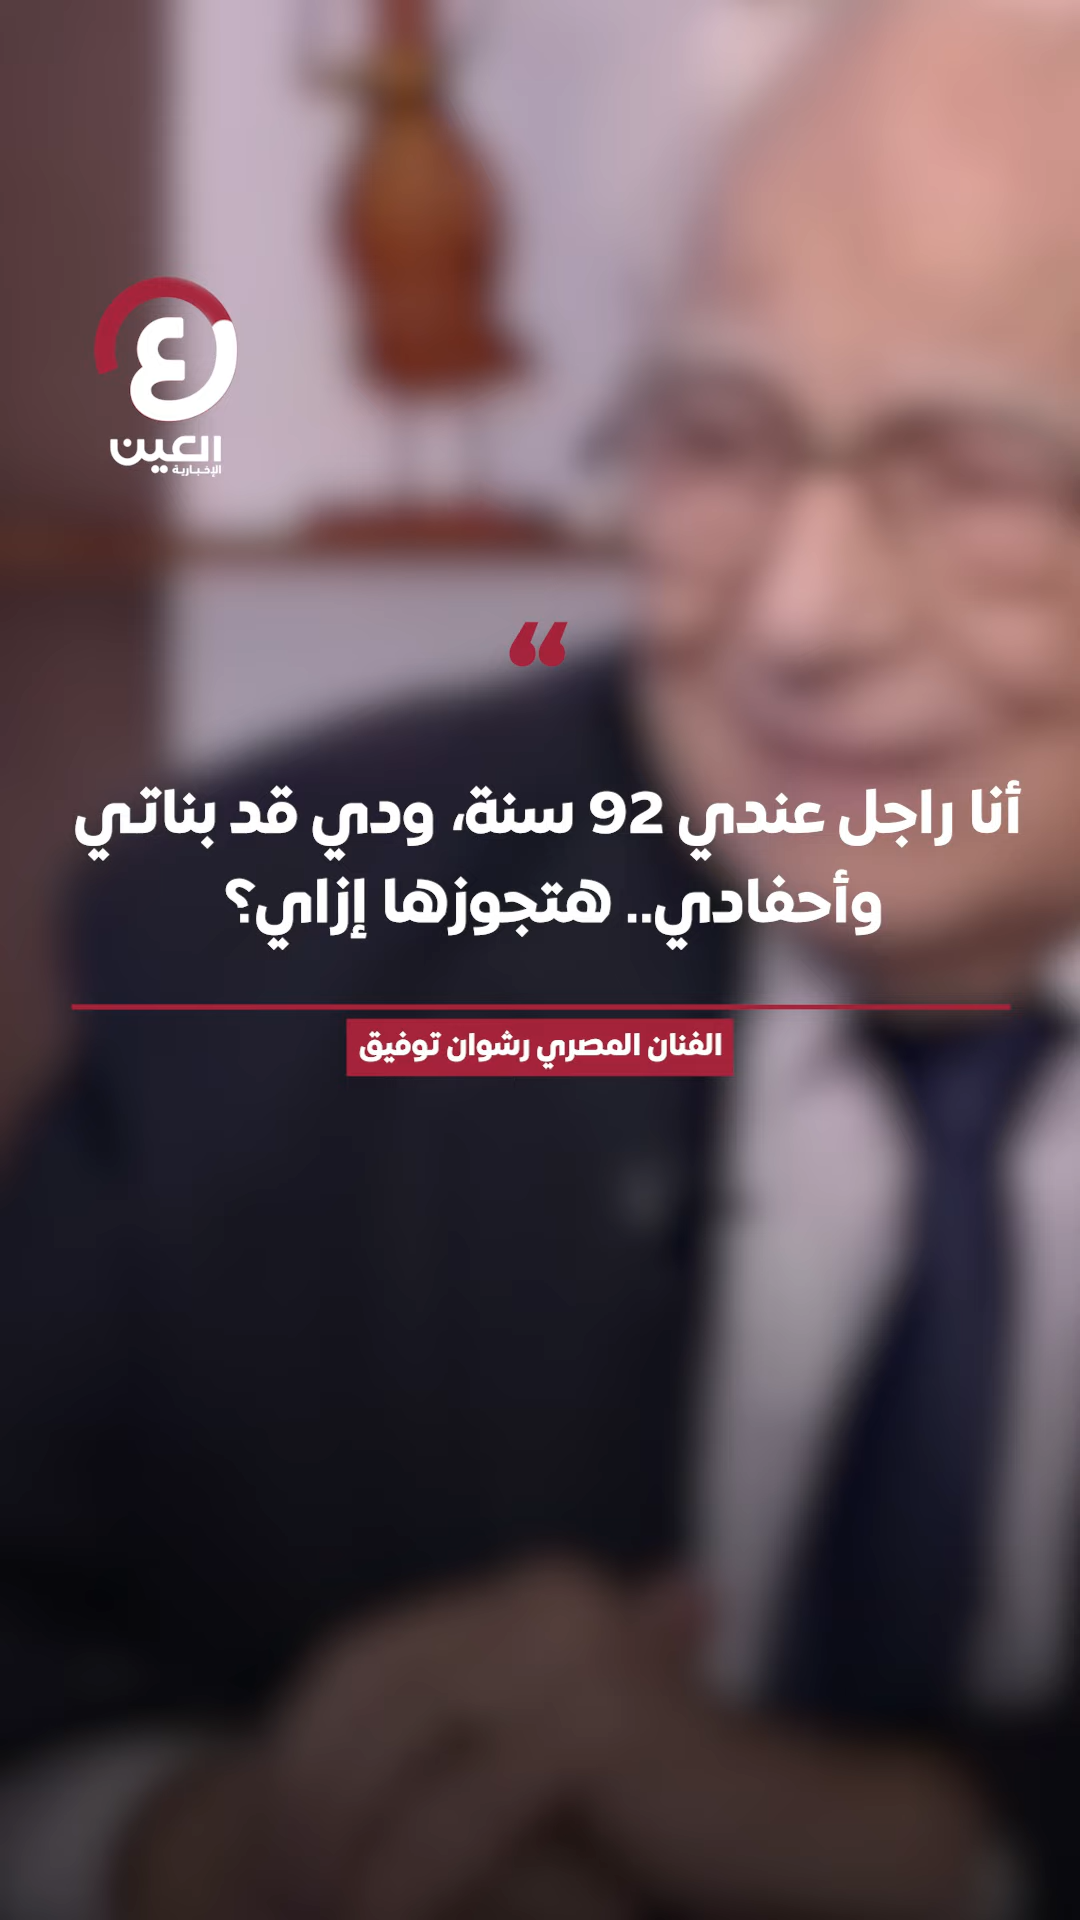 ع
العين
الإخبارية
“
أنا راجل عندي 92 سنة، ودي قد بناتي
وأحفادي.. هتجوزها إزاي؟
الفنان المصري رشوان توفيق